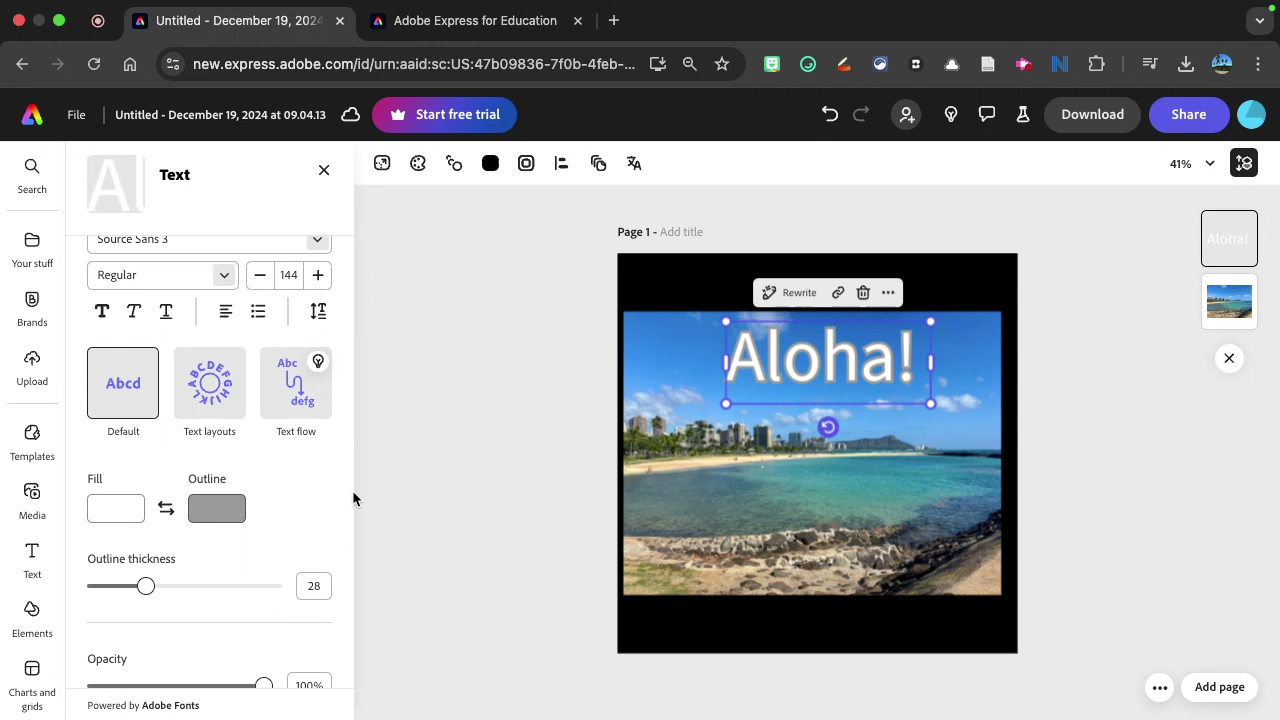 Untitled - December 19, 2024
Adobe Express for Education
new.express.adobe.com/id/urn:aaid:sc:US:47b09836-7f0b-4feb-...
File
Untitled - December 19, 2024 at 09.04.13
Start free trial
Download
Share
Search
Your stuff
Brands
Upload
Templates
Media
Text
Elements
Charts and
grids
Al
Text
Source Sans 3
Regular
144
T T T
Abcd
ABCDEFGHIJKL
Abc
defg
Default
Text layouts
Text flow
Fill
Outline
Outline thickness
28
Opacity
100%
Powered by Adobe Fonts
41%
Page 1 - Add title
Rewrite
Aloha!
Aloha!
Add page